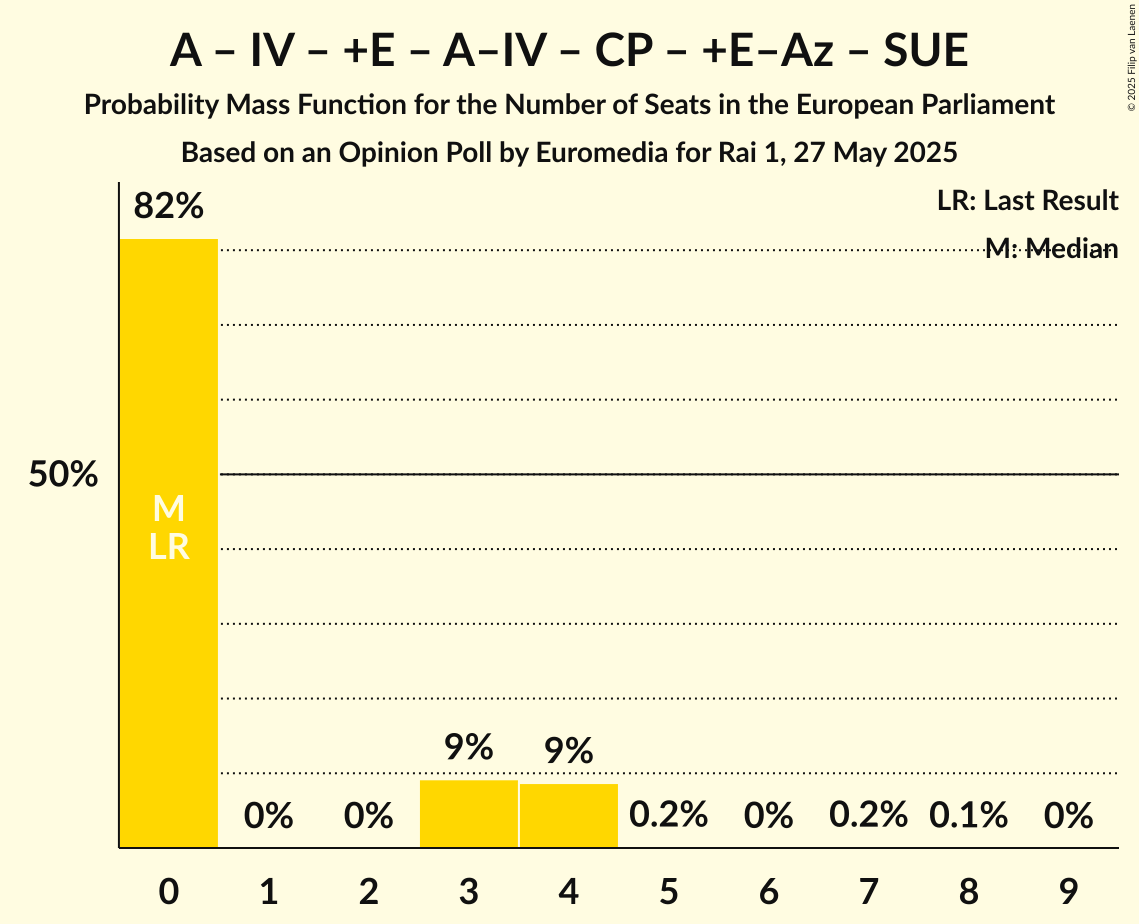 A – IV – +E – A–IV – CP – +E–Az – SUE
Probability Mass Function for the Number of Seats in the European Parliament
Based on an Opinion Poll by Euromedia for Rai 1, 27 May 2025
© 2025 Filip van Laenen
LR: Last Result
M: Median
82%
50%
M
LR
9%
9%
0%
0%
0.2%
0%
0.2%
0.1%
0%
0
1
2
3
4
5
6
7
8
9